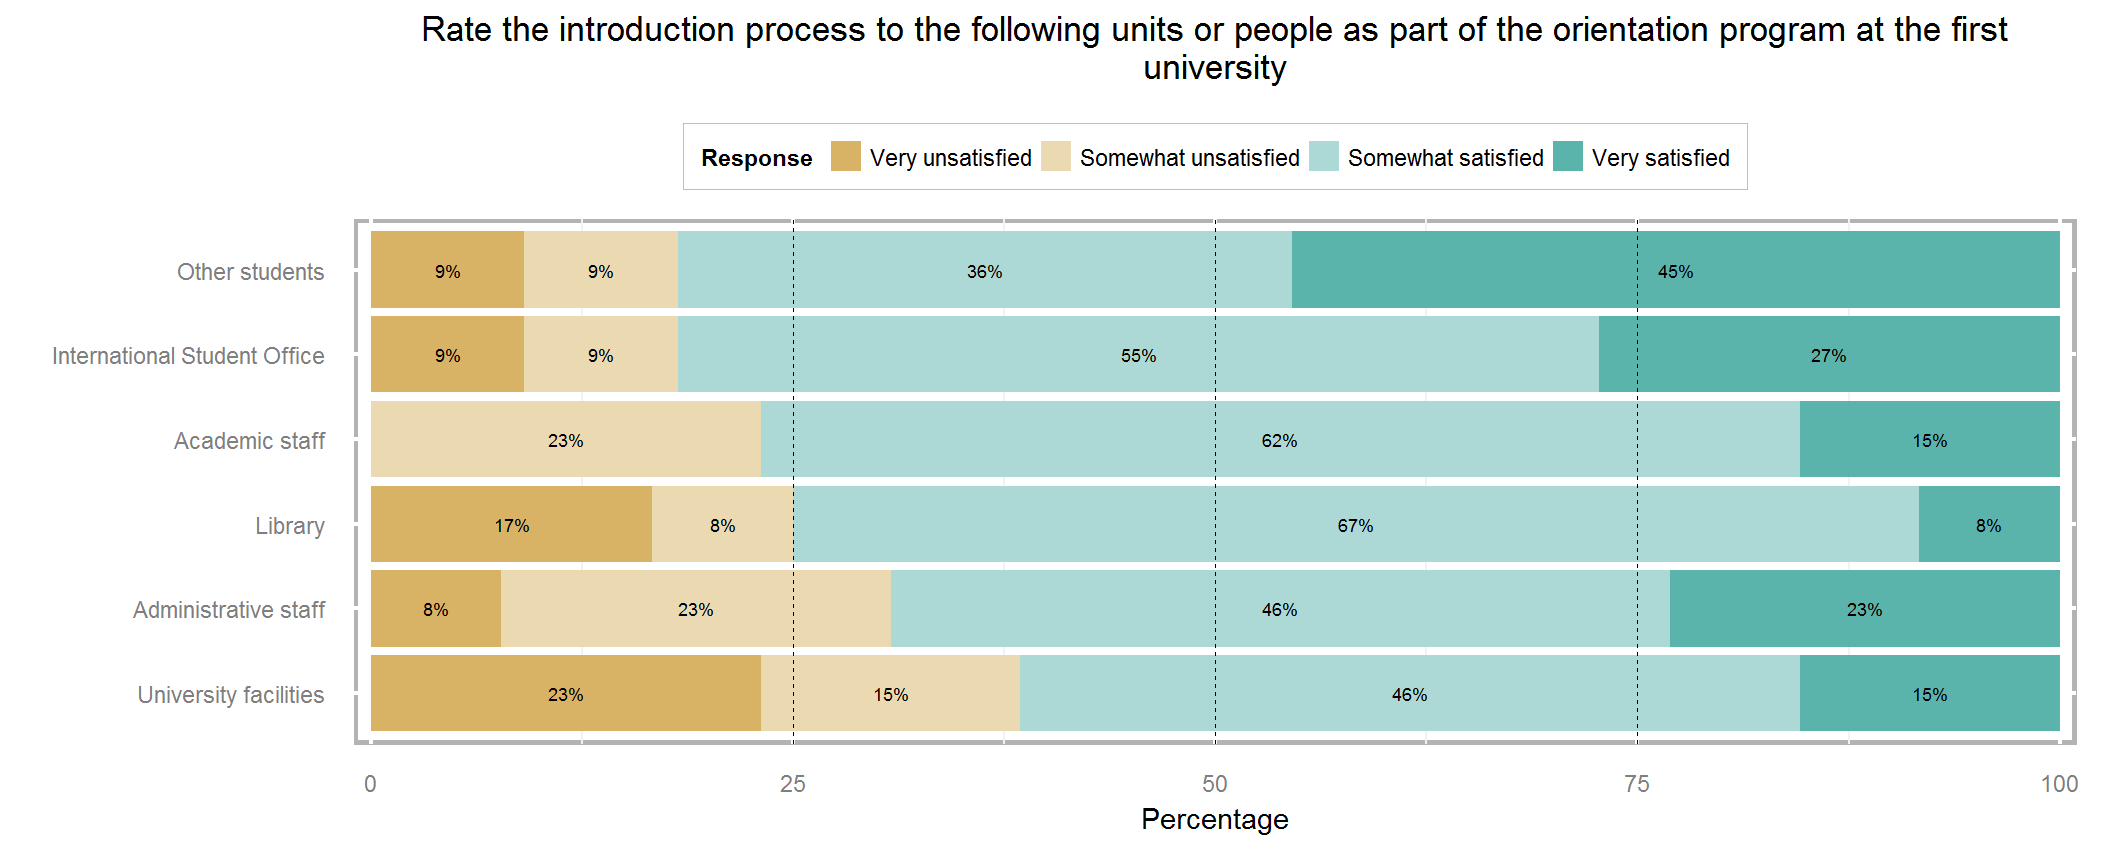 Rate the introduction process to the following units or people as part of the orientation program at the first
university
Response Very unsatisfied Somewhat unsatisfied Somewhat satisfied Very satisfied
Other students 9% 9% 36% 45%
International Student Office 9% 9% 55% 27%
Academic staff 23% 62% 15%
Library 17% 8% 67% 8%
Administrative staff 8% 23% 46% 23%
University facilities 23% 15% 46% 15%
0 25 50 75 100
Percentage